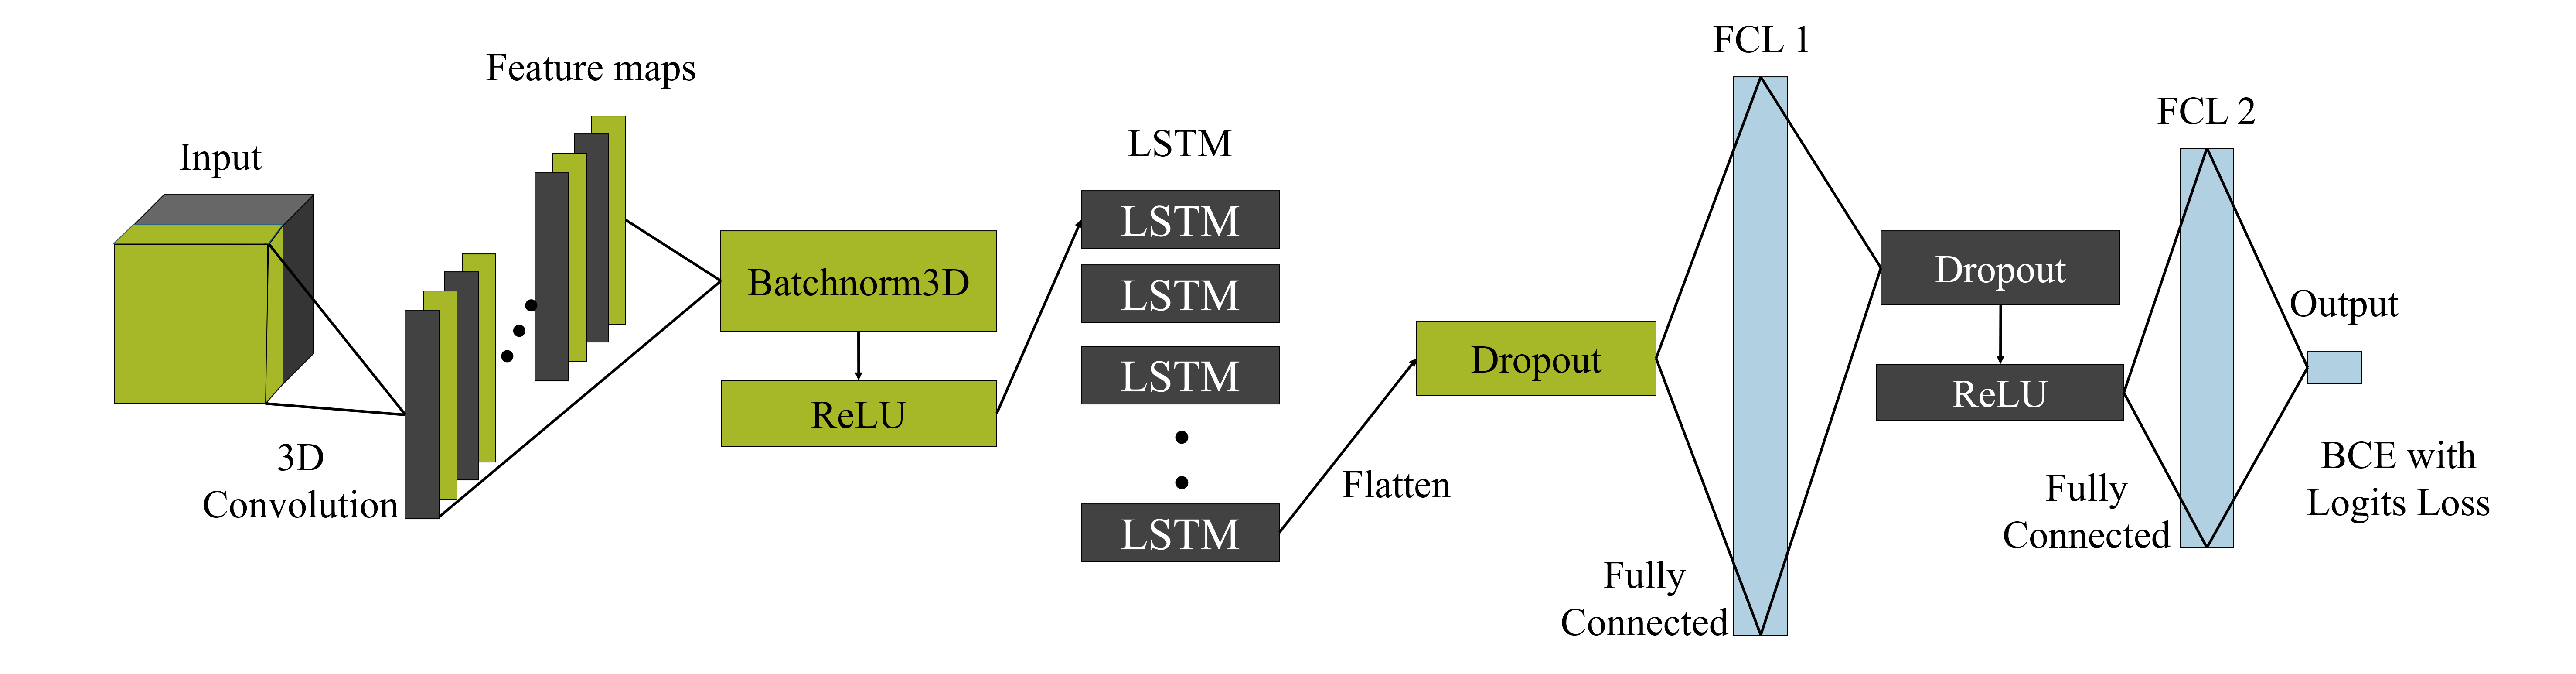 Input
3D
Convolution
Feature maps
Batchnorm3D
ReLU
LSTM
LSTM
LSTM
LSTM
LSTM
Flatten
Dropout
Fully
Connected
FCL 1
Dropout
ReLU
Fully
Connected
FCL 2
Output
BCE with
Logits Loss